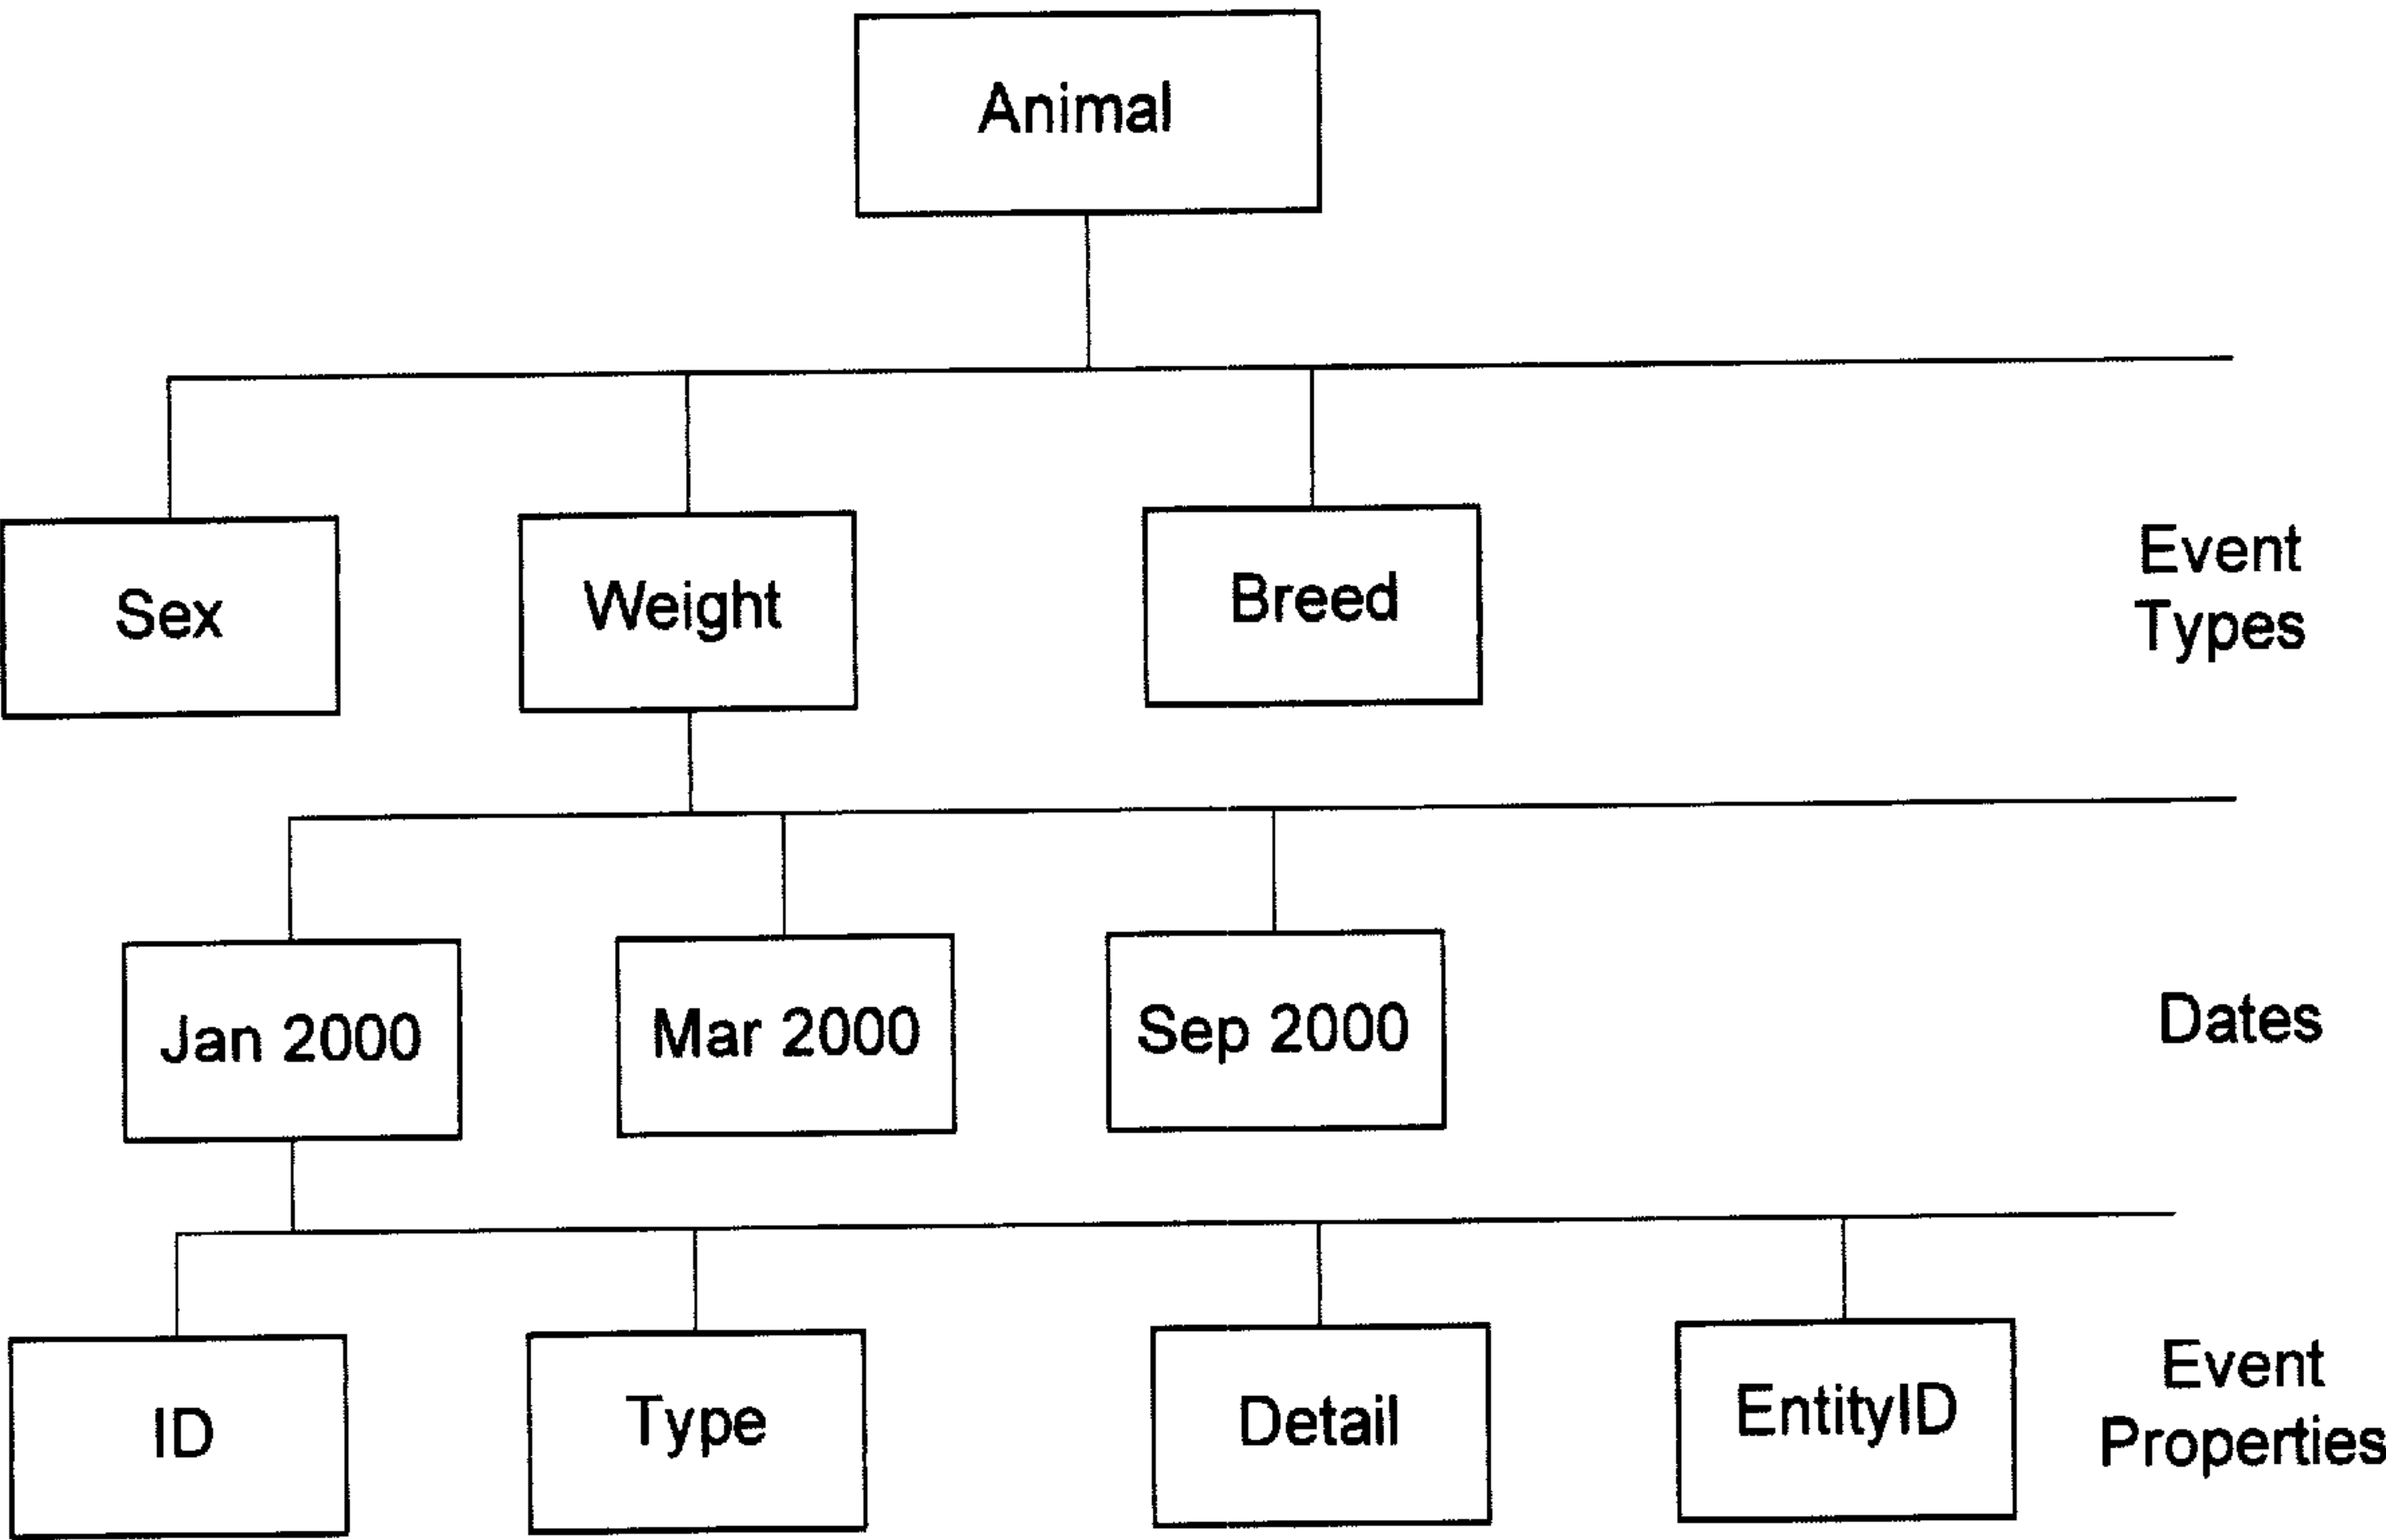 Animal
Sex
Weight
Breed
Event
Types
Jan 2000
Mar 2000
Sep 2000
Dates
ID
Type
Detail
EntityID
Event
Properties